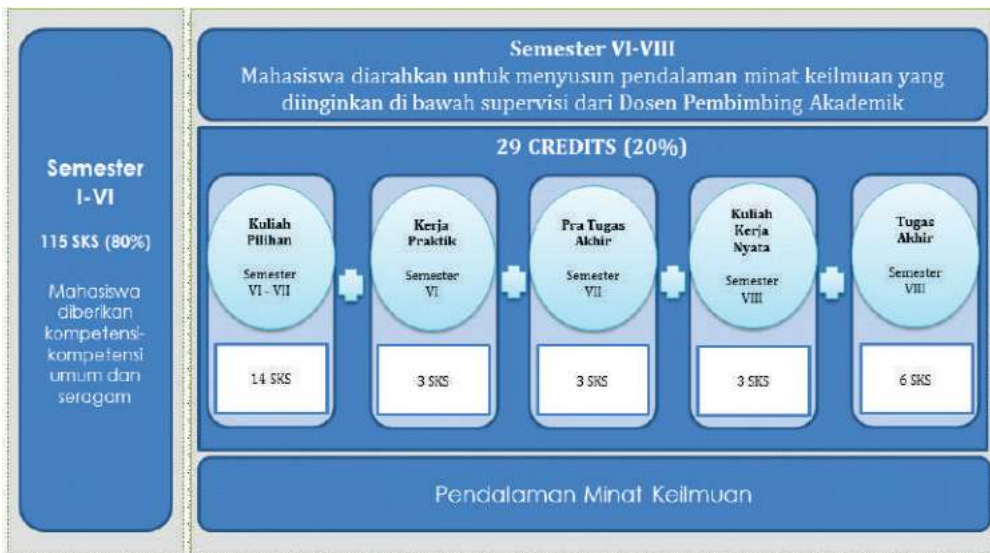 Semester
I-VI
115 SKS (80%)
Mahasiswa
diberikan
kompetensi-
kompetensi
umum dan
seragam
Semester VI-VIII
Mahasiswa diarahkan untuk menyusun pendalaman minat keilmuan yang
diinginkan di bawah supervisi dari Dosen Pembimbing Akademik
29 CREDITS (20%)
Kuliah
Pilihan
Semester
VI - VII
14 SKS
Kerja
Praktik
Semester
VI
3 SKS
Pra Tugas
Akhir
Semester
VII
3 SKS
Kuliah
Kerja
Nyata
Semester
VIII
3 SKS
Tugas
Akhir
Semester
VIII
6 SKS
Pendalaman Minat Keilmuan